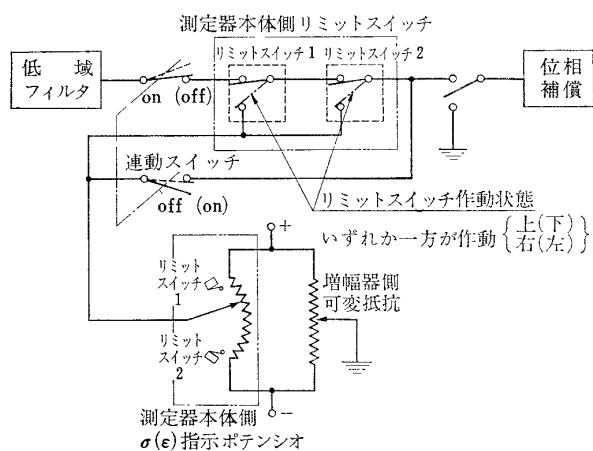 測定器本体側リミットスイッチ
リミットスイッチ1 リミットスイッチ2
低域
フィルタ
on (off)
位相
補償
連動スイッチ
off (on)
リミットスイッチ作動状態
いずれか一方が作動{上(下)
右(左)}
+
リミット
スイッチ
1
増幅器側
可変抵抗
リミット
スイッチ
2
−
測定器本体側
σ(ε)指示ポテンシオ